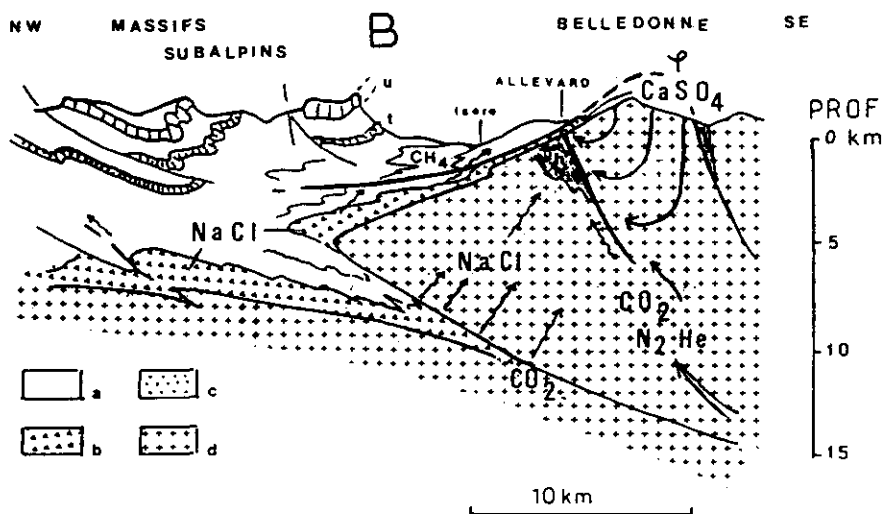 NW MASSIFS SUBALPINS B BELLEDONNE SE
u
t
Isère
ALLEVARD
φ
CaSO4
PROF
0 km
CH4
NaCl
NaCl
5
CO2
N2 He
10
CO2
15
a
c
b
d
10 km